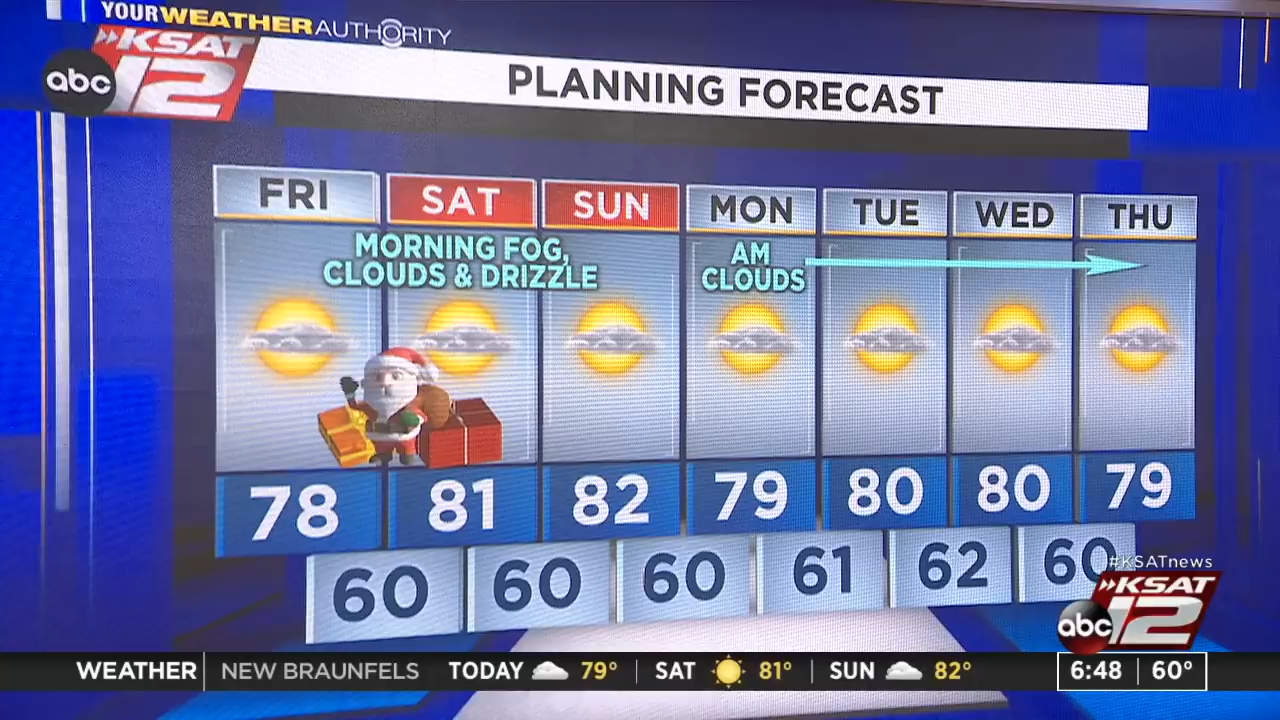 YOUR WEATHER AUTHORITY
KSAT
abc 12
PLANNING FORECAST
FRI SAT SUN MON TUE WED THU
MORNING FOG,
CLOUDS & DRIZZLE
AM
CLOUDS
78 81 82 79 80 80 79
60 60 60 61 62 60
#KSATnews
KSAT
abc 12
WEATHER NEW BRAUNFELS TODAY 79° SAT 81° SUN 82° 6:48 60°